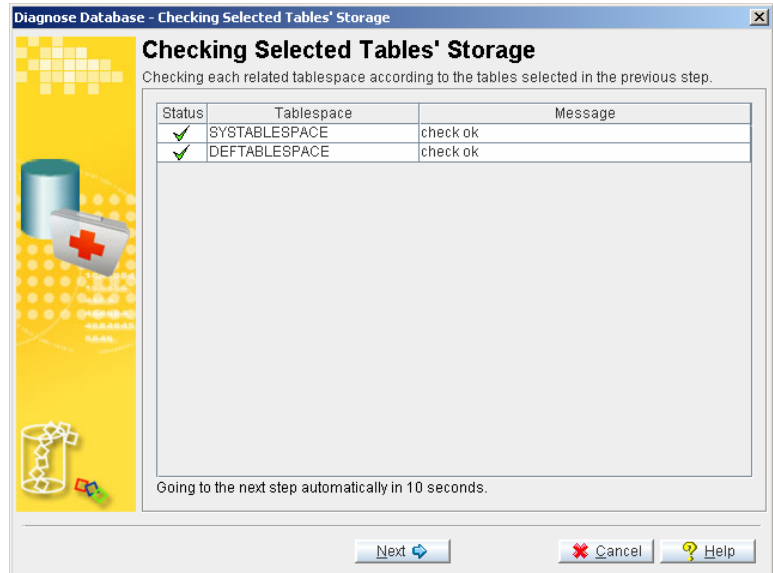 Diagnose Database - Checking Selected Tables' Storage
Checking Selected Tables' Storage
Checking each related tablespace according to the tables selected in the previous step.
Status Tablespace Message
SYSTABLESPACE check ok
DEFTABLESPACE check ok
Going to the next step automatically in 10 seconds.
Next Cancel Help